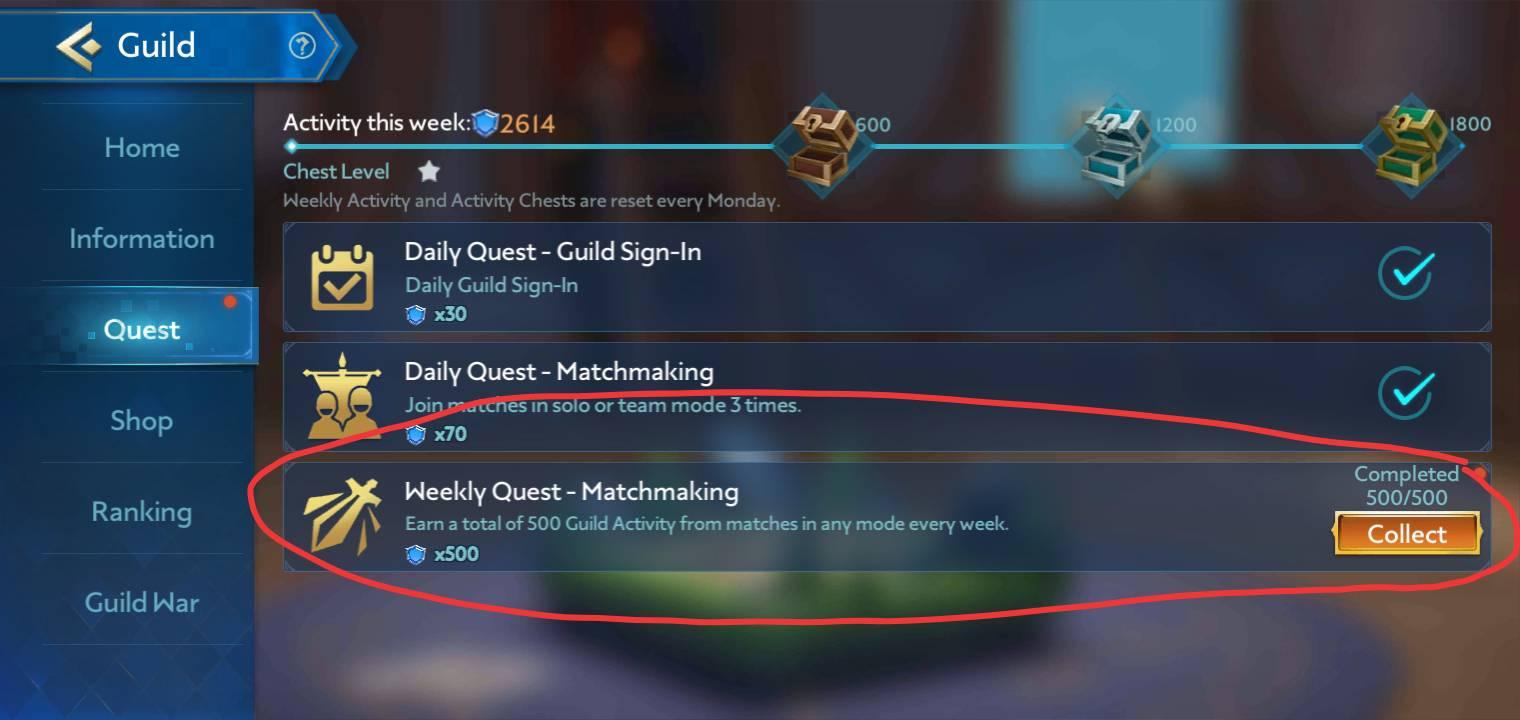 Guild
?
Home
Information
Quest
Shop
Ranking
Guild War
Activity this week: 2614
600
1200
1800
Chest Level
Weekly Activity and Activity Chests are reset every Monday.
Daily Quest - Guild Sign-In
Daily Guild Sign-In
x30
Daily Quest - Matchmaking
Join matches in solo or team mode 3 times.
x70
Weekly Quest - Matchmaking
Earn a total of 500 Guild Activity from matches in any mode every week.
x500
Completed
500/500
Collect